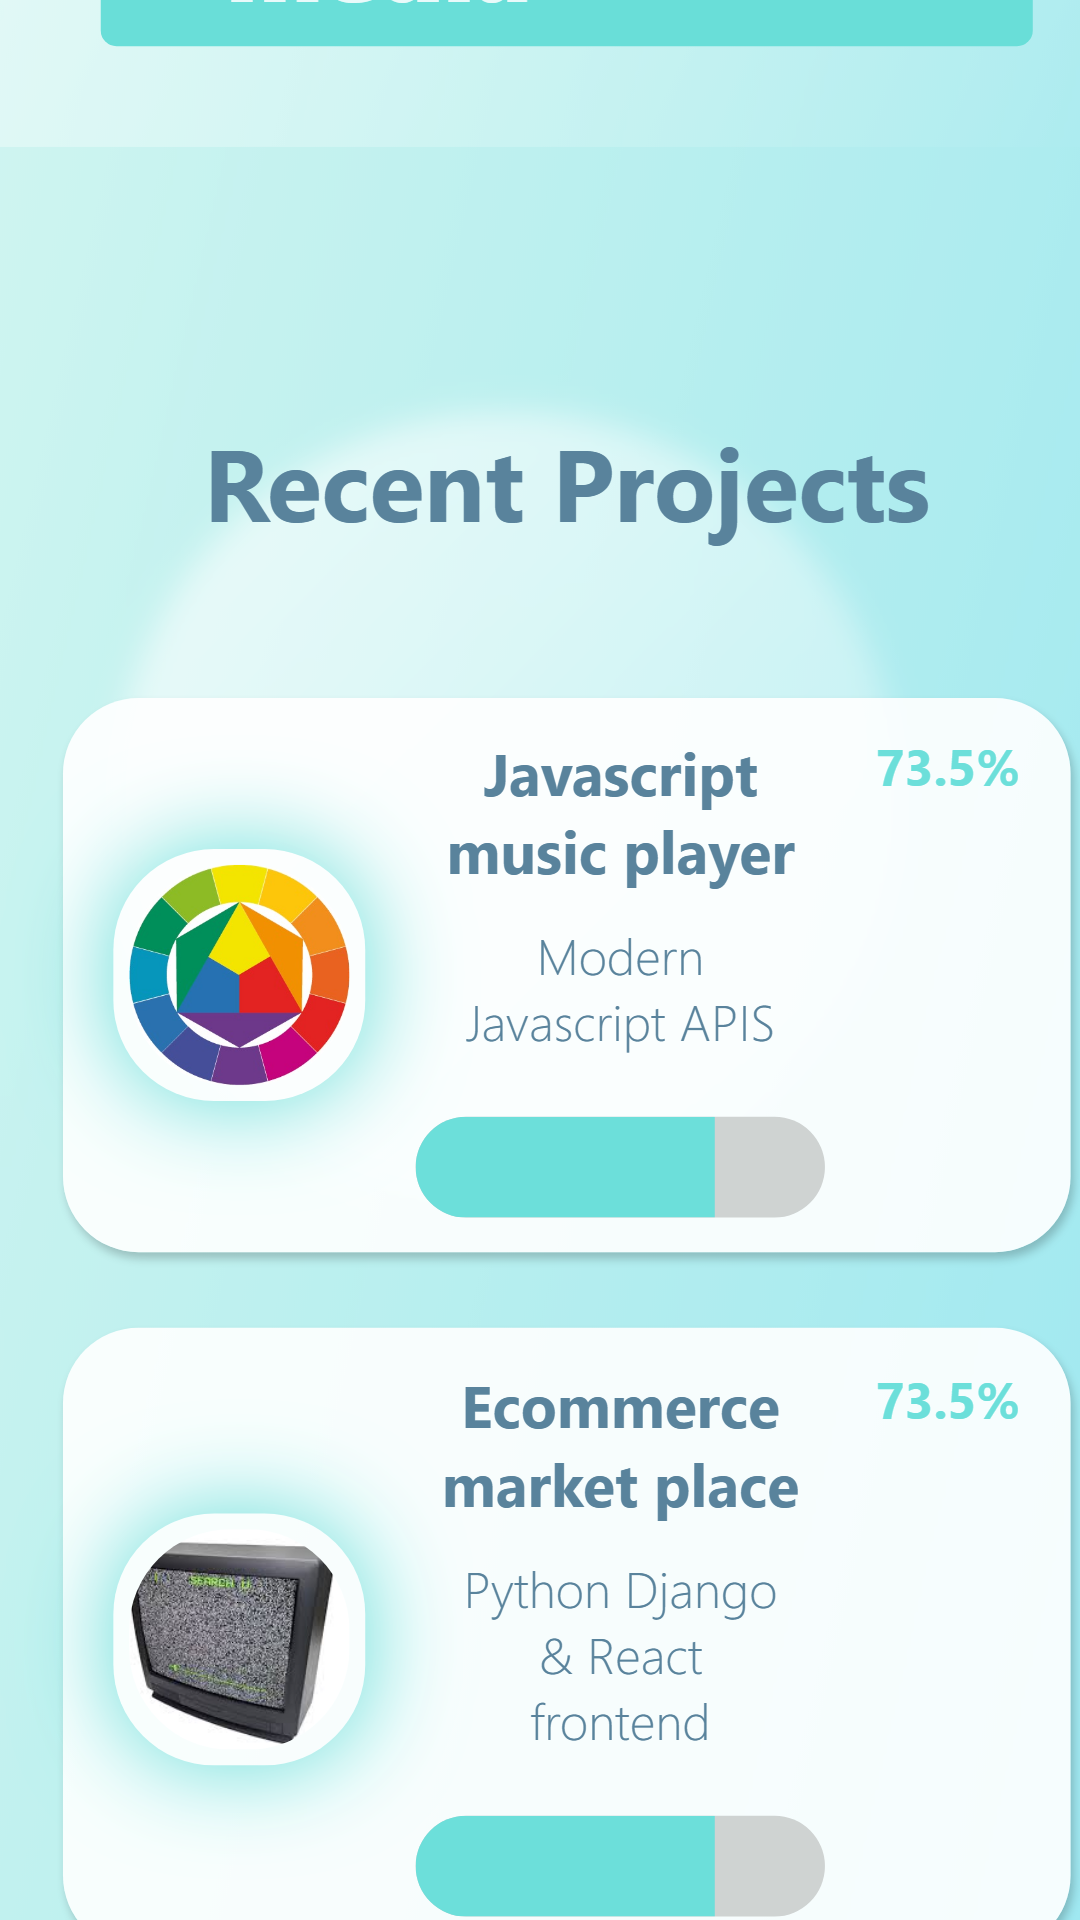 Recent Projects
Javascript
music player
73.5%
Modern
Javascript APIS
Ecommerce
market place
73.5%
SEARCH
Python Django
& React
frontend